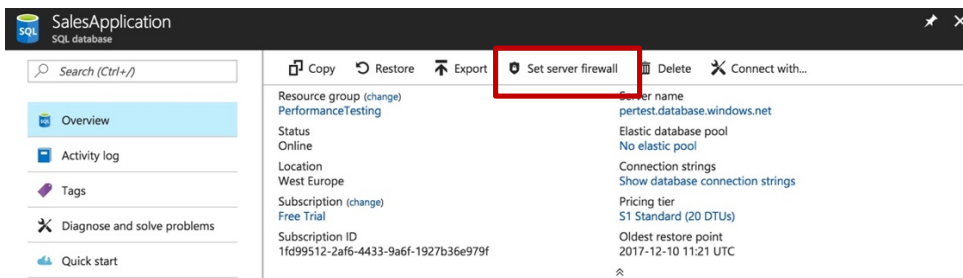 SalesApplication
SQL database
Search (Ctrl+/)
Overview
Activity log
Tags
Diagnose and solve problems
Quick start
Copy Restore Export Set server firewall Delete Connect with...
Resource group (change)
PerformanceTesting
Status
Online
Location
West Europe
Subscription (change)
Free Trial
Subscription ID
1fd99512-2af6-4433-9a6f-1927b36e979f
Server name
pertest.database.windows.net
Elastic database pool
No elastic pool
Connection strings
Show database connection strings
Pricing tier
S1 Standard (20 DTUs)
Oldest restore point
2017-12-10 11:21 UTC